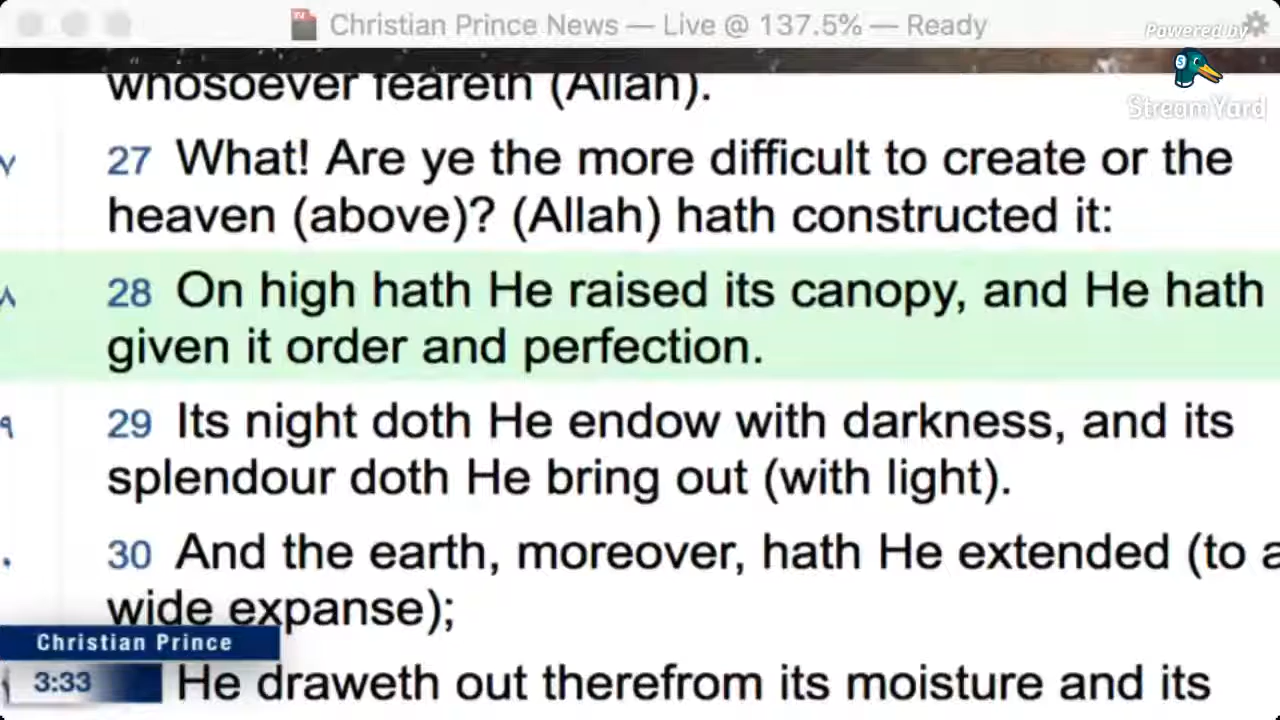 Christian Prince News — Live @ 137.5% — Ready
Powered by
StreamYard
whosoever feareth (Allah).
27 What! Are ye the more difficult to create or the
heaven (above)? (Allah) hath constructed it:
28 On high hath He raised its canopy, and He hath
given it order and perfection.
29 Its night doth He endow with darkness, and its
splendour doth He bring out (with light).
30 And the earth, moreover, hath He extended (to a
wide expanse);
He draweth out therefrom its moisture and its
Christian Prince
3:33